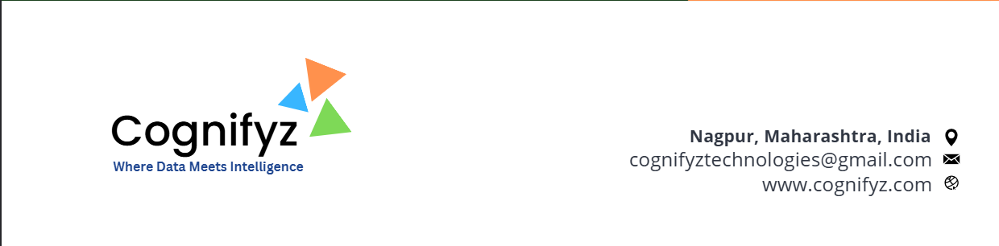 Cognifyz
Where Data Meets Intelligence
Nagpur, Maharashtra, India
cognifyztechnologies@gmail.com
www.cognifyz.com